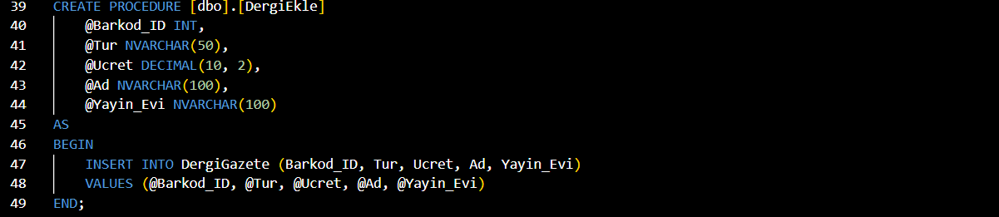 39 CREATE PROCEDURE [dbo].[DergiEkle]
40     @Barkod_ID INT,
41     @Tur NVARCHAR(50),
42     @Ucret DECIMAL(10, 2),
43     @Ad NVARCHAR(100),
44     @Yayin_Evi NVARCHAR(100)
45 AS
46 BEGIN
47     INSERT INTO DergiGazete (Barkod_ID, Tur, Ucret, Ad, Yayin_Evi)
48     VALUES (@Barkod_ID, @Tur, @Ucret, @Ad, @Yayin_Evi)
49 END;